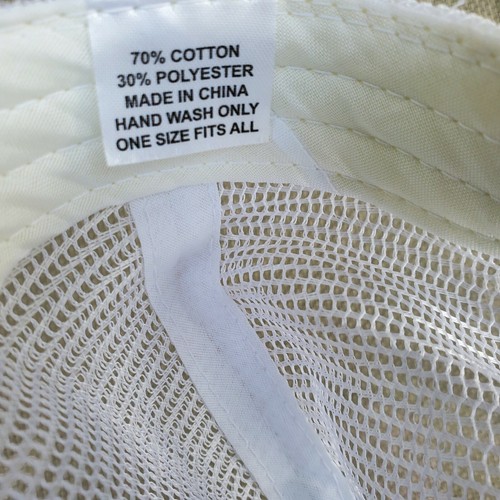 70% COTTON
30% POLYESTER
MADE IN CHINA
HAND WASH ONLY
ONE SIZE FITS ALL